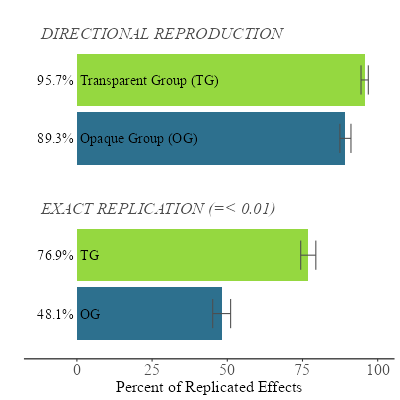 DIRECTIONAL REPRODUCTION
95.7% Transparent Group (TG)
89.3% Opaque Group (OG)
EXACT REPLICATION (=< 0.01)
76.9% TG
48.1% OG
0 25 50 75 100
Percent of Replicated Effects